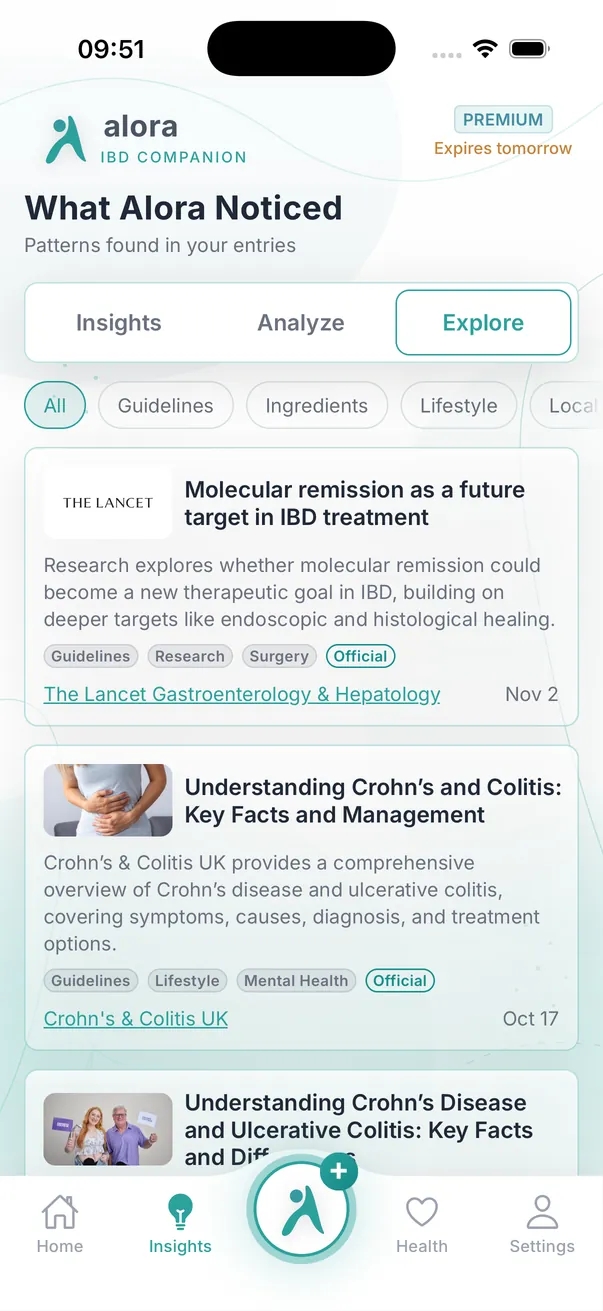 09:51
alora
IBD COMPANION
PREMIUM
Expires tomorrow
What Alora Noticed
Patterns found in your entries
Insights
Analyze
Explore
All
Guidelines
Ingredients
Lifestyle
Local
THE LANCET
Molecular remission as a future
target in IBD treatment
Research explores whether molecular remission could
become a new therapeutic goal in IBD, building on
deeper targets like endoscopic and histological healing.
Guidelines
Research
Surgery
Official
The Lancet Gastroenterology & Hepatology
Nov 2
Understanding Crohn’s and Colitis:
Key Facts and Management
Crohn’s & Colitis UK provides a comprehensive
overview of Crohn’s disease and ulcerative colitis,
covering symptoms, causes, diagnosis, and treatment
options.
Guidelines
Lifestyle
Mental Health
Official
Crohn's & Colitis UK
Oct 17
Understanding Crohn’s Disease
and Ulcerative Colitis: Key Facts
and
Home
Insights
Health
Settings